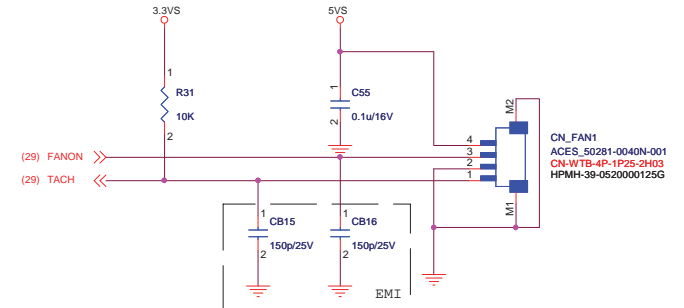 3.3VS
5VS
1
R31
10K
2
1
C55
0.1u/16V
2
M2
4
3
2
1
M1
CN_FAN1
ACES_50281-0040N-001
CN-WTB-4P-1P25-2H03
HPMH-39-0520000125G
(29) FANON
(29) TACH
1
CB15
150p/25V
2
1
CB16
150p/25V
2
EMI